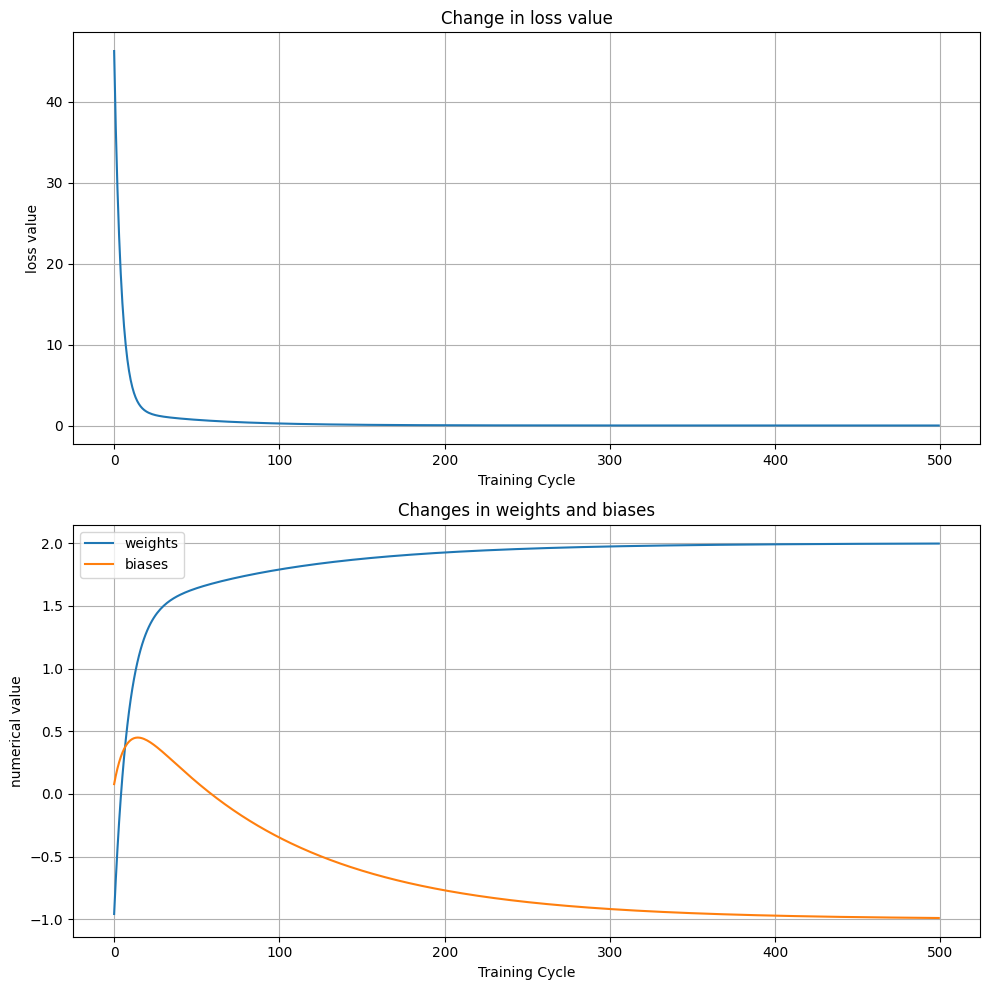 Change in loss value
40
30
20
10
0
loss value
0 100 200 300 400 500
Training Cycle
Changes in weights and biases
weights
biases
2.0
1.5
1.0
0.5
0.0
−0.5
−1.0
numerical value
0 100 200 300 400 500
Training Cycle